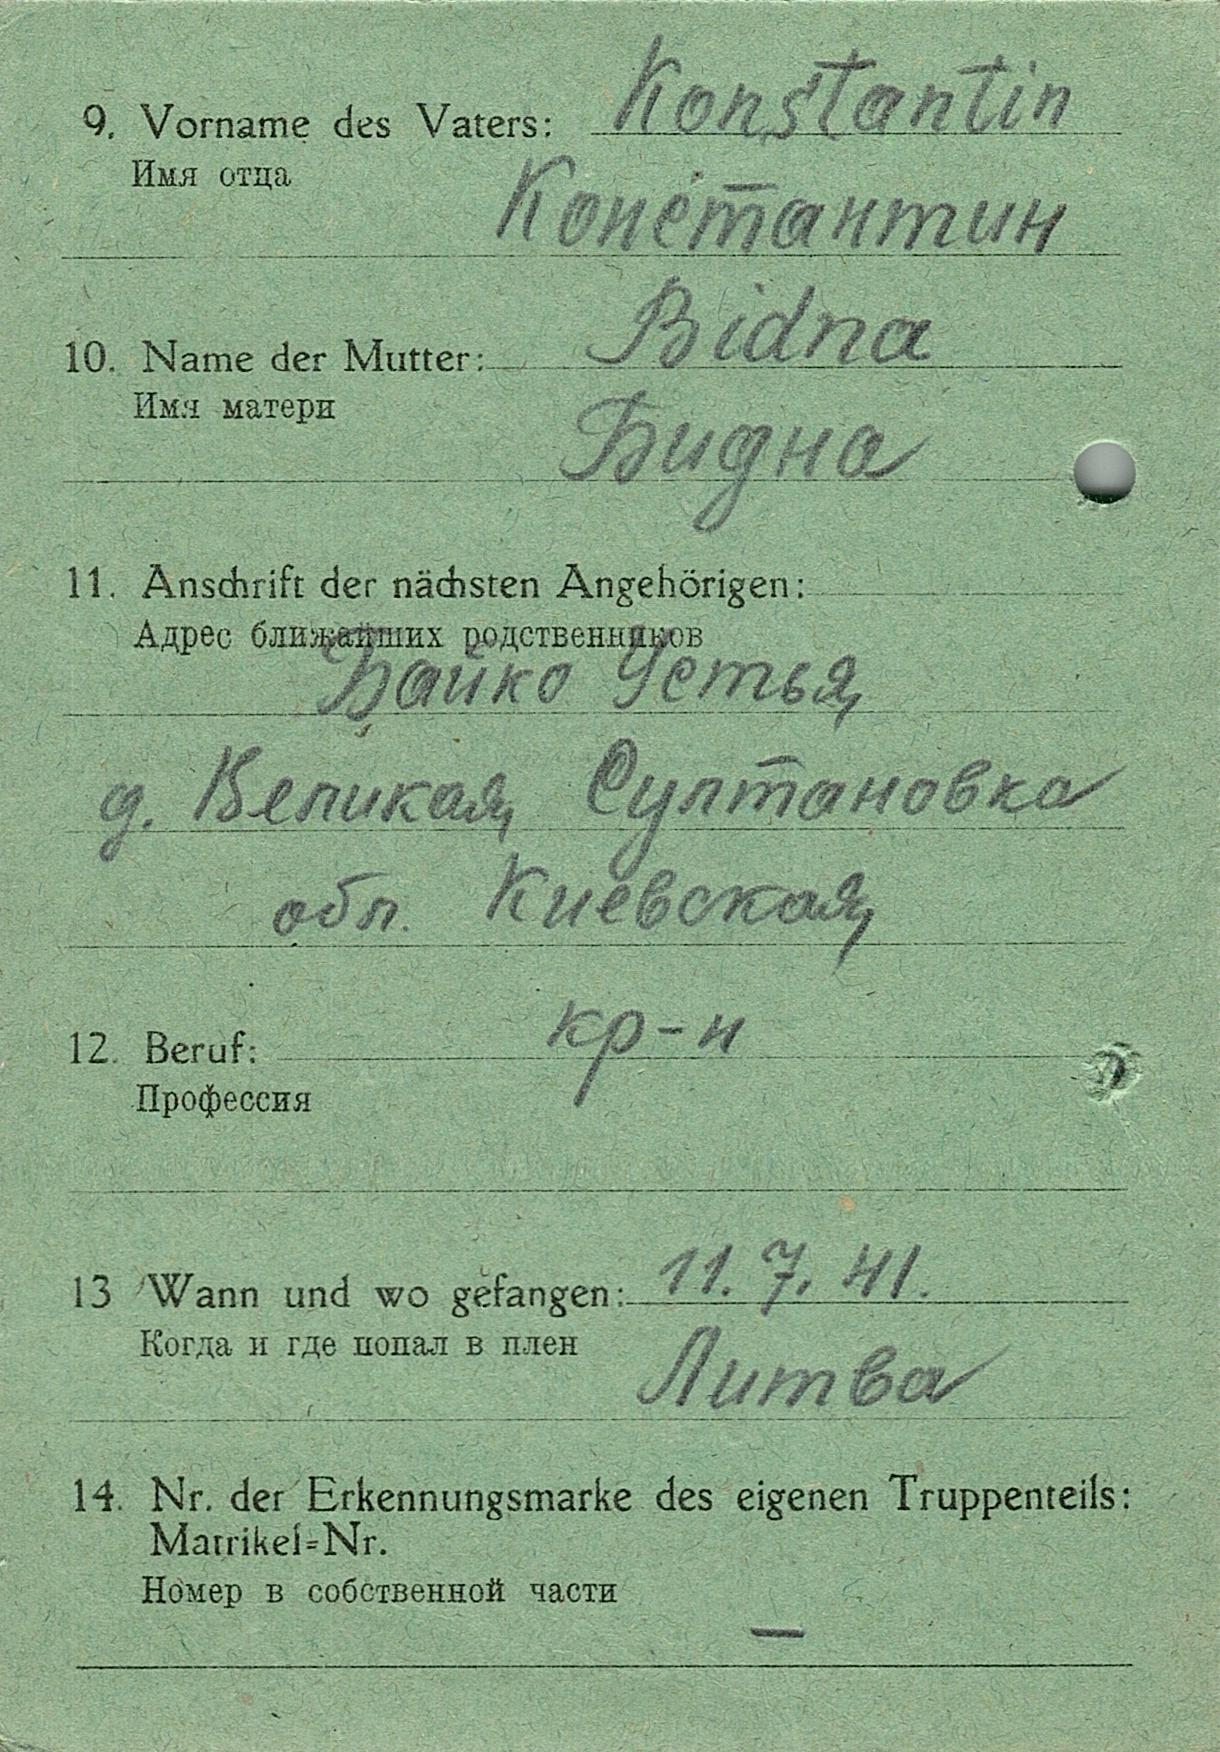 9. Vorname des Vaters: Konstantin
Имя отца
Константин
10. Name der Mutter: Bidna
Имя матери
Бидна
11. Anschrift der nächsten Angehörigen:
Адрес ближайших родственников
Байко Устья,
д. Великая, Султановка
обл. Киевская,
12. Beruf: кр-н
Профессия
13 Wann und wo gefangen: 11. 7. 41.
Когда и где попал в плен
Литва
14. Nr. der Erkennungsmarke des eigenen Truppenteils:
Matrikel=Nr.
Номер в собственной части
—